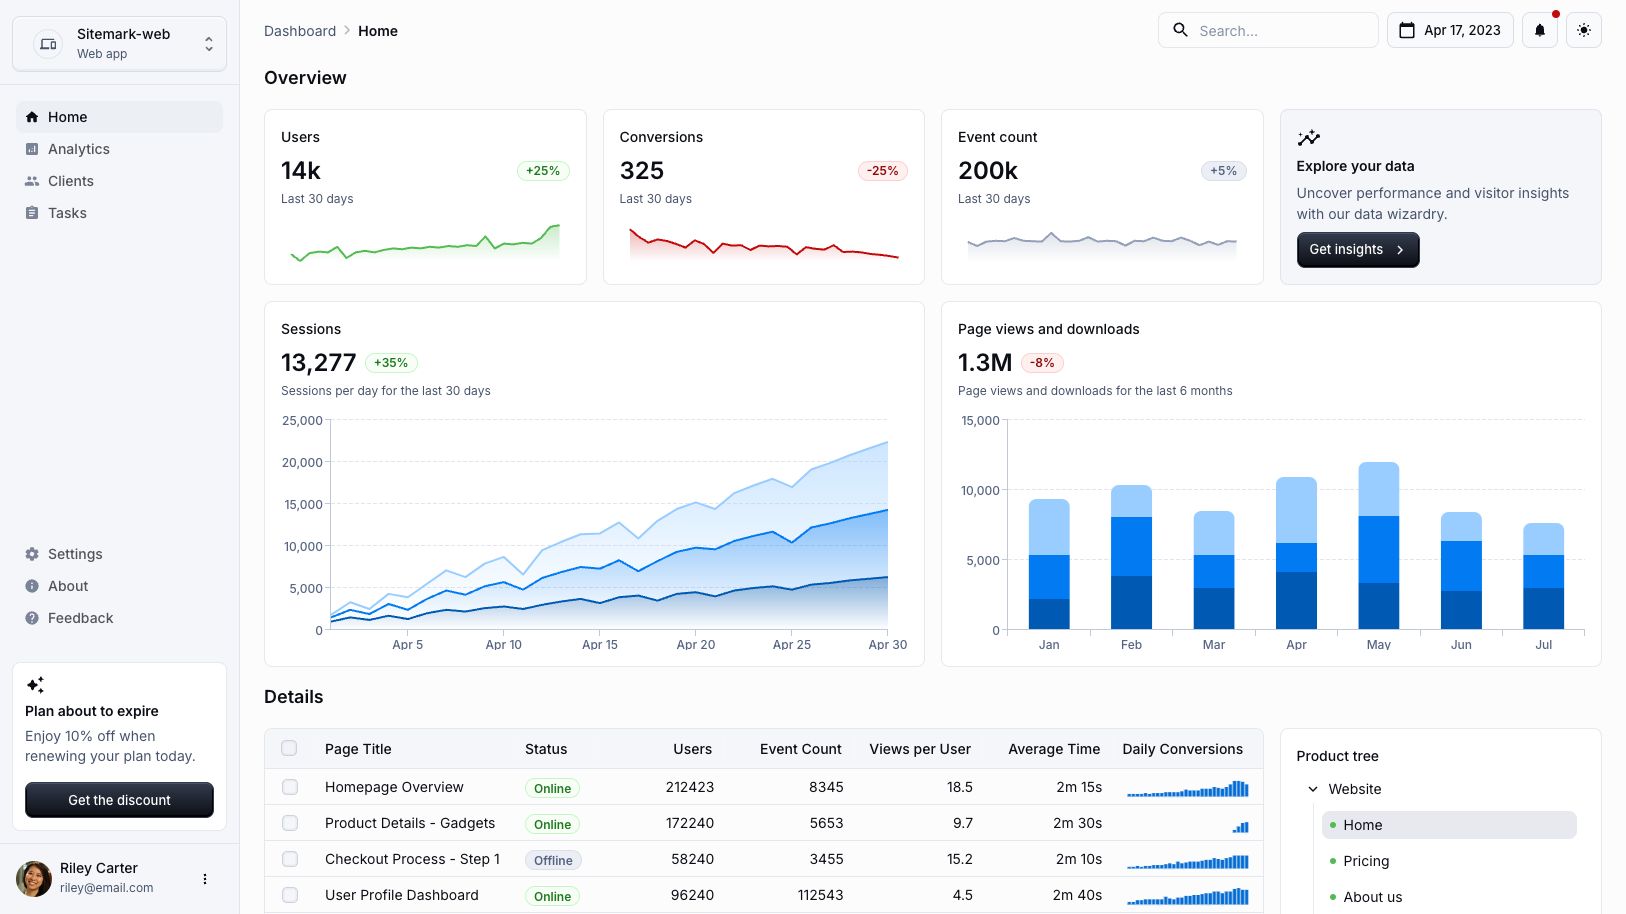 Sitemark-web
Web app
Home
Analytics
Clients
Tasks
Settings
About
Feedback
Plan about to expire
Enjoy 10% off when
renewing your plan today.
Get the discount
Riley Carter
riley@email.com
Dashboard Home
Search...
Apr 17, 2023
Overview
Users
14k
+25%
Last 30 days
Conversions
325
-25%
Last 30 days
Event count
200k
+5%
Last 30 days
Explore your data
Uncover performance and visitor insights
with our data wizardry.
Get insights
Sessions
13,277 +35%
Sessions per day for the last 30 days
25,000
20,000
15,000
10,000
5,000
0
Apr 5 Apr 10 Apr 15 Apr 20 Apr 25 Apr 30
Page views and downloads
1.3M -8%
Page views and downloads for the last 6 months
15,000
10,000
5,000
0
Jan Feb Mar Apr May Jun Jul
Details
Page Title Status Users Event Count Views per User Average Time Daily Conversions
Homepage Overview Online 212423 8345 18.5 2m 15s
Product Details - Gadgets Online 172240 5653 9.7 2m 30s
Checkout Process - Step 1 Offline 58240 3455 15.2 2m 10s
User Profile Dashboard Online 96240 112543 4.5 2m 40s
Product tree
Website
Home
Pricing
About us